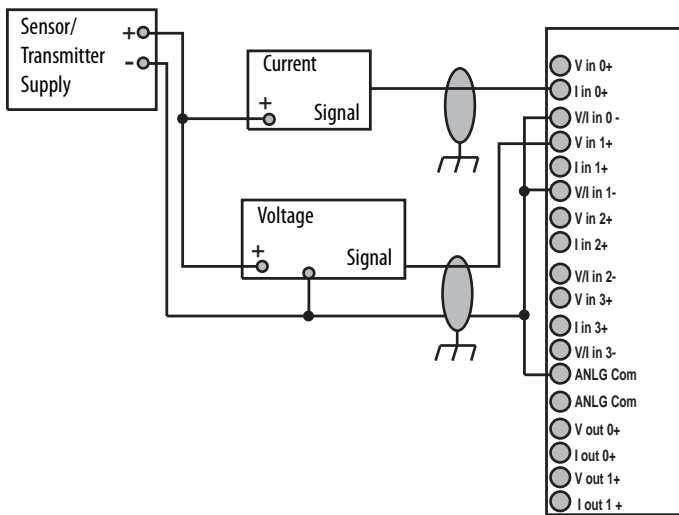 Sensor/
Transmitter
Supply
+
-
Current
+
Signal
Voltage
+
Signal
V in 0+
I in 0+
V/I in 0 -
V in 1+
I in 1+
V/I in 1-
V in 2+
I in 2+
V/I in 2-
V in 3+
I in 3+
V/I in 3-
ANLG Com
ANLG Com
V out 0+
I out 0+
V out 1+
I out 1 +